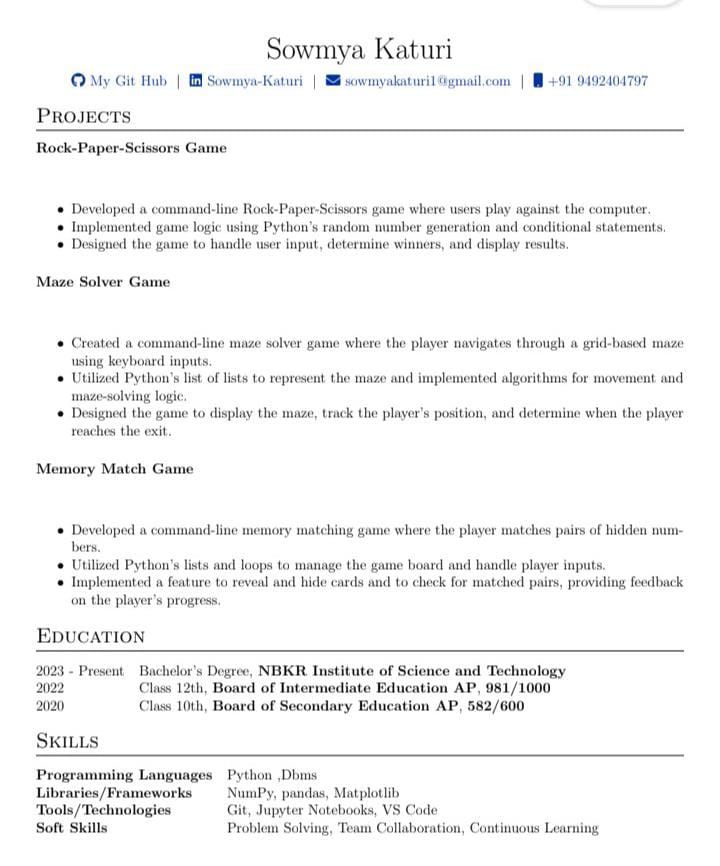 Sowmya Katuri
My Git Hub | Sowmya-Katuri | sowmyakaturi1@gmail.com | +91 9492404797
Projects
Rock-Paper-Scissors Game
• Developed a command-line Rock-Paper-Scissors game where users play against the computer.
• Implemented game logic using Python's random number generation and conditional statements.
• Designed the game to handle user input, determine winners, and display results.
Maze Solver Game
• Created a command-line maze solver game where the player navigates through a grid-based maze
using keyboard inputs.
• Utilized Python's list of lists to represent the maze and implemented algorithms for movement and
maze-solving logic.
• Designed the game to display the maze, track the player's position, and determine when the player
reaches the exit.
Memory Match Game
• Developed a command-line memory matching game where the player matches pairs of hidden num-
bers.
• Utilized Python's lists and loops to manage the game board and handle player inputs.
• Implemented a feature to reveal and hide cards and to check for matched pairs, providing feedback
on the player's progress.
Education
2023 - Present Bachelor's Degree, NBKR Institute of Science and Technology
2022 Class 12th, Board of Intermediate Education AP, 981/1000
2020 Class 10th, Board of Secondary Education AP, 582/600
Skills
Programming Languages Python ,Dbms
Libraries/Frameworks NumPy, pandas, Matplotlib
Tools/Technologies Git, Jupyter Notebooks, VS Code
Soft Skills Problem Solving, Team Collaboration, Continuous Learning